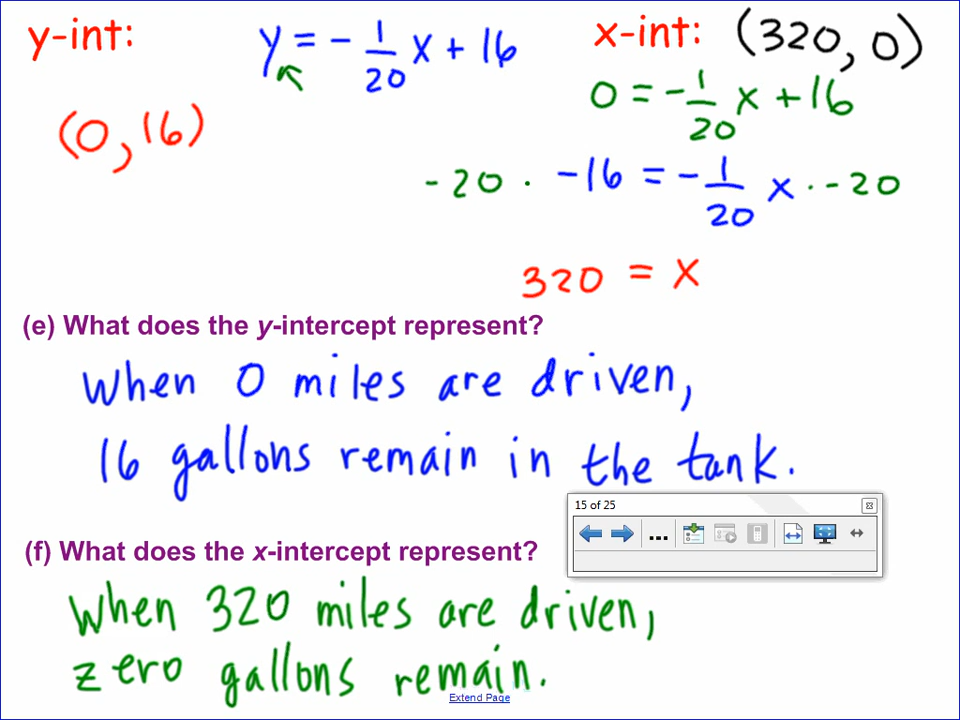 y-int:
y = - 1/20 x + 16
x-int: (320, 0)
(0, 16)
0 = - 1/20 x + 16
-20 · -16 = - 1/20 x · -20
320 = x
(e) What does the y-intercept represent?
When 0 miles are driven,
16 gallons remain in the tank.
15 of 25
...
(f) What does the x-intercept represent?
When 320 miles are driven,
zero gallons remain.
Extend Page